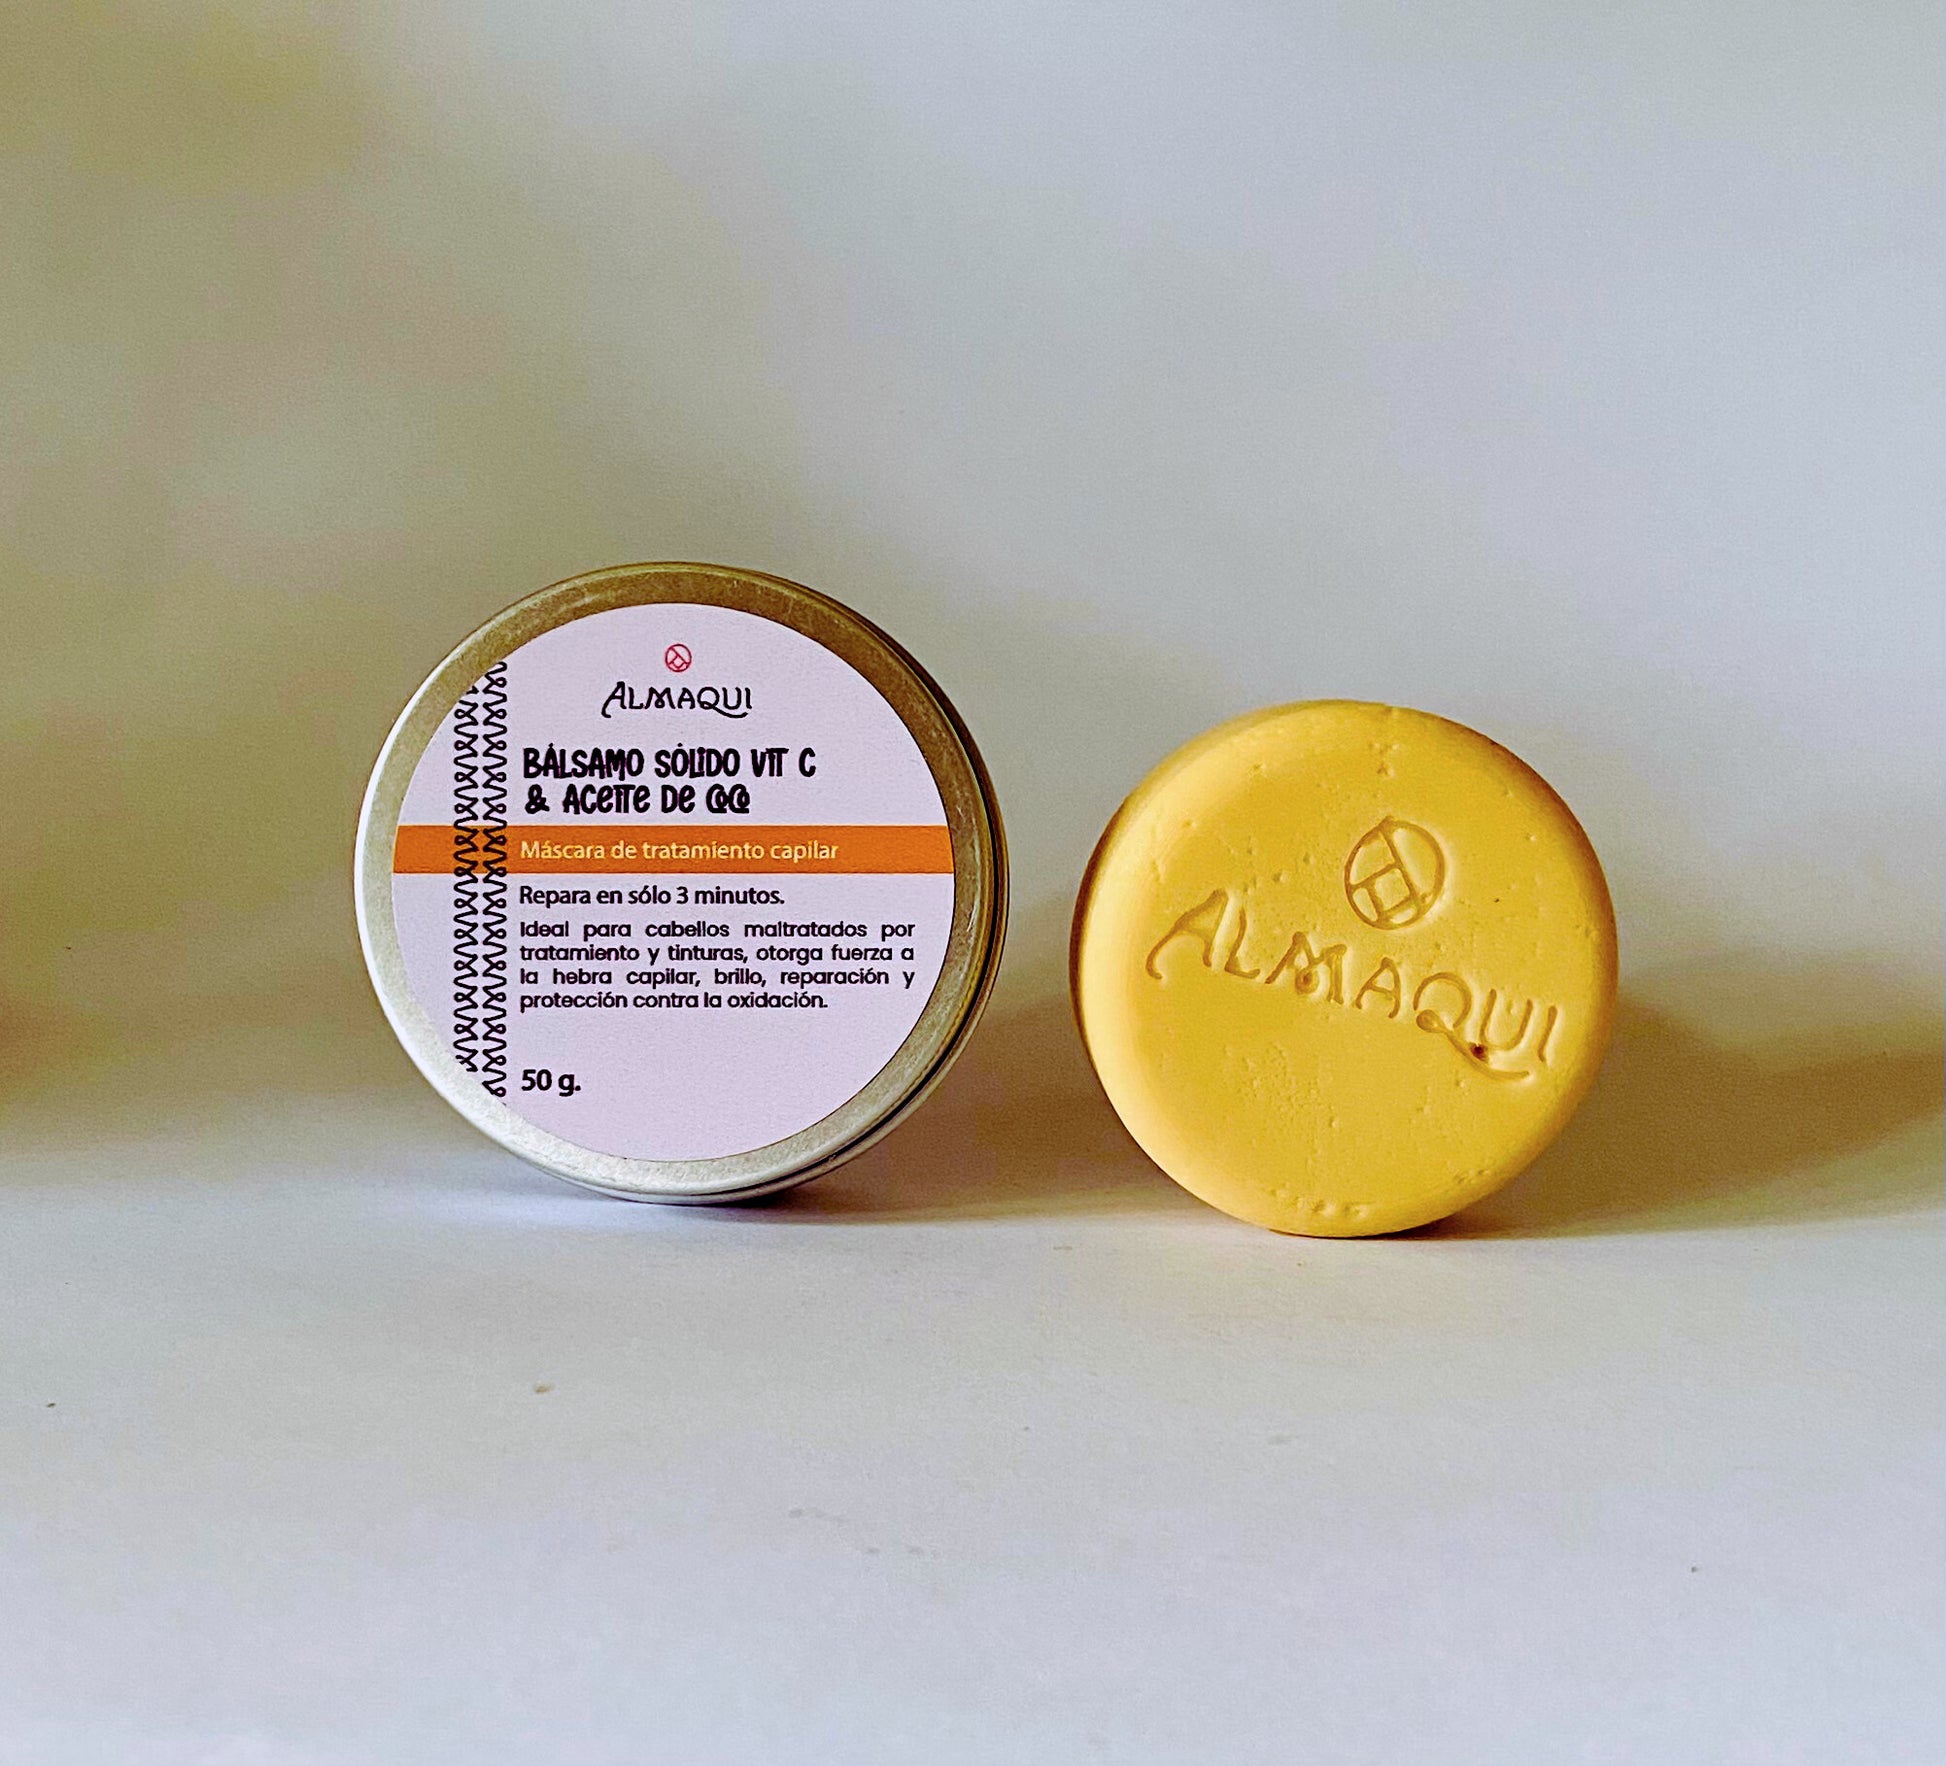 ALMAQUI
BÁLSAMO SÓLIDO VIT C
& ACEITE DE COCO
Máscara de tratamiento capilar
Repara en sólo 3 minutos.
Ideal para cabellos maltratados por
tratamiento y tinturas, otorga fuerza a
la hebra capilar, brillo, reparación y
protección contra la oxidación.
50 g.
ALMAQUI